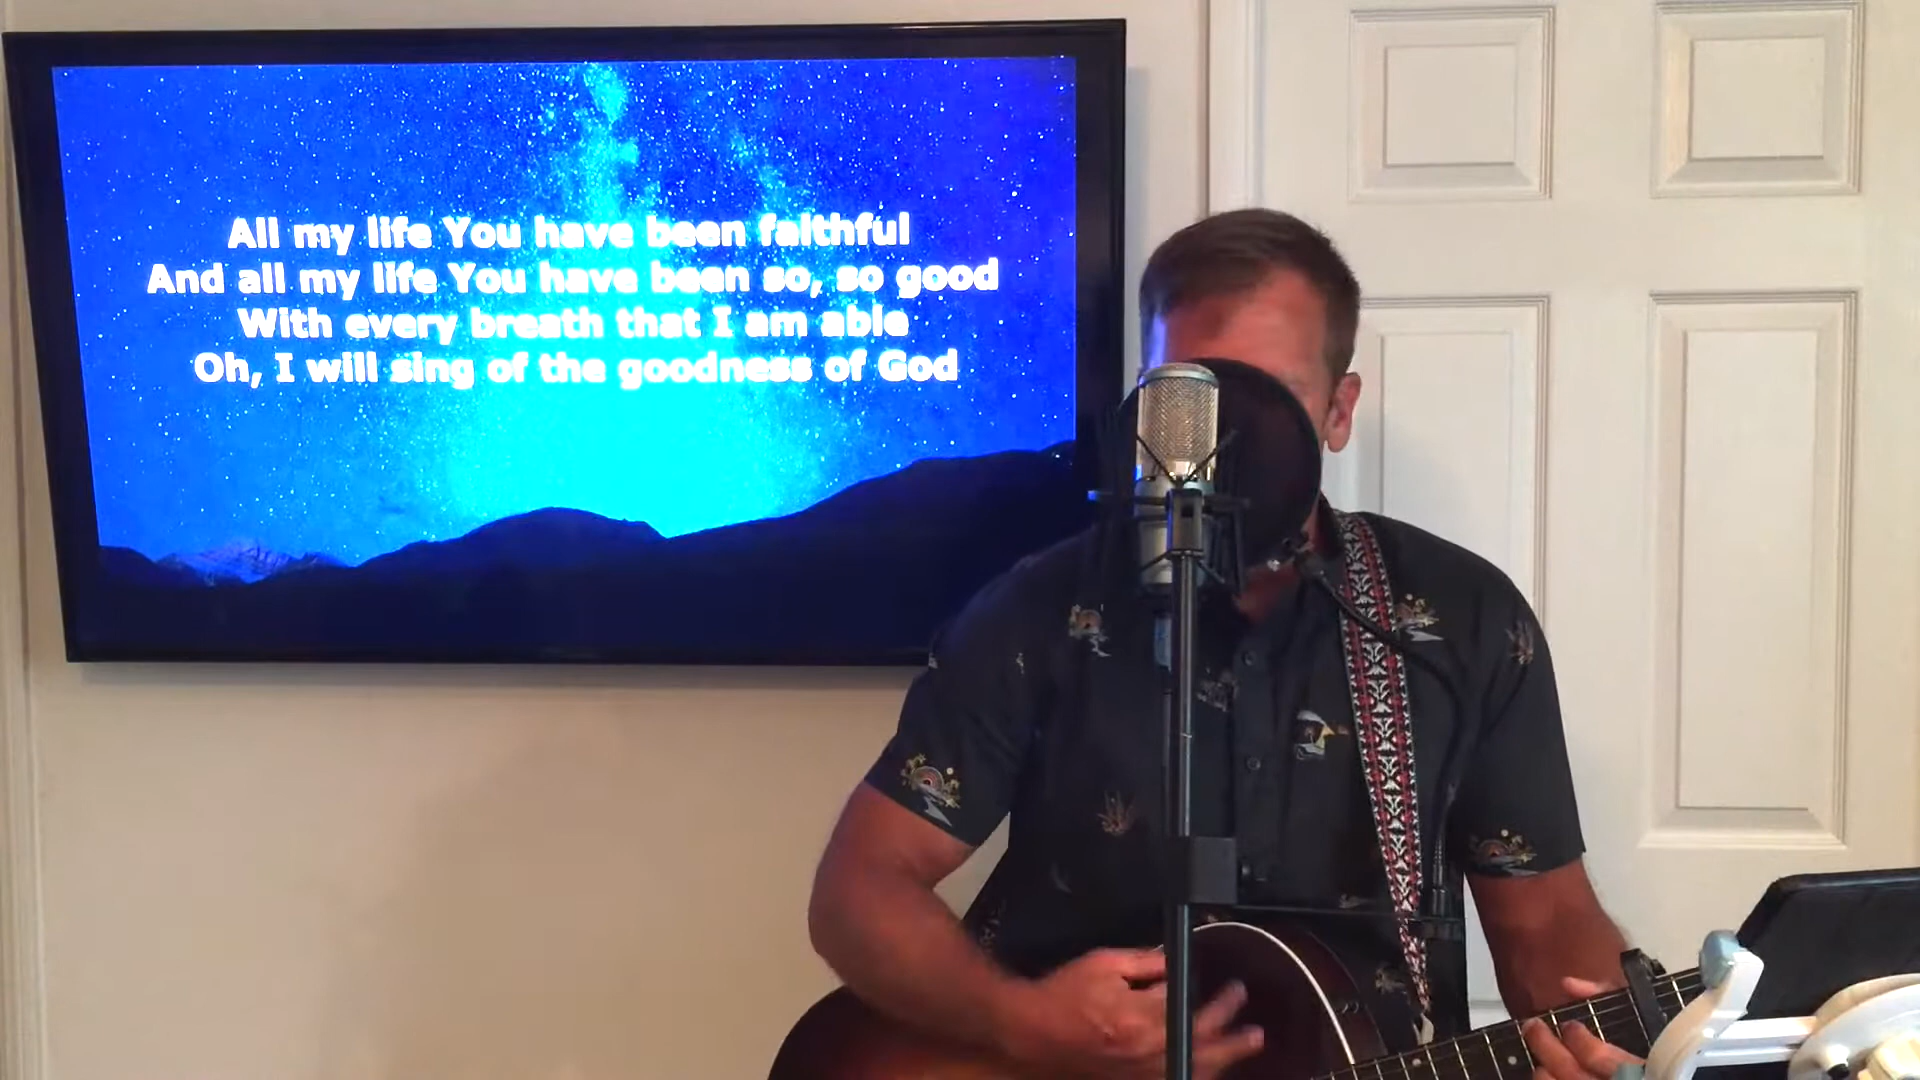 All my life You have been faithful
And all my life You have been so, so good
With every breath that I am able
Oh, I will sing of the goodness of God